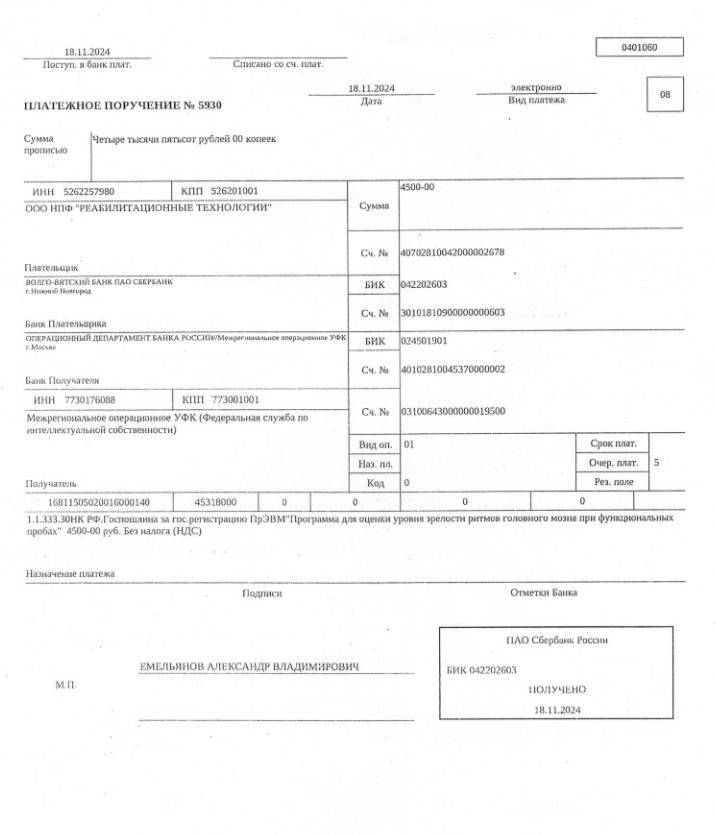 0401060
18.11.2024
Поступ. в банк плат.
Списано со сч. плат.
ПЛАТЕЖНОЕ ПОРУЧЕНИЕ № 5930
18.11.2024
Дата
электронно
Вид платежа
08
Сумма
прописью
Четыре тысячи пятьсот рублей 00 копеек
ИНН 5262257980
КПП 526201001
Сумма
4500-00
ООО НПФ "РЕАБИЛИТАЦИОННЫЕ ТЕХНОЛОГИИ"
Сч. № 40702810042000002678
Плательщик
ВОЛГО-ВЯТСКИЙ БАНК ПАО СБЕРБАНК
г.Нижний Новгород
БИК 042202603
Сч. № 30101810900000000603
Банк Плательщика
ОПЕРАЦИОННЫЙ ДЕПАРТАМЕНТ БАНКА РОССИИ//Межрегиональное операционное УФК
г.Москва
БИК 024501901
Сч. № 40102810045370000002
Банк Получателя
ИНН 7730176088
КПП 773001001
Сч. № 03100643000000019500
Межрегиональное операционное УФК (Федеральная служба по
интеллектуальной собственности)
Вид оп. 01
Срок плат.
Наз. пл.
Очер. плат. 5
Получатель
Код 0
Рез. поле
16811505020016000140 45318000 0 0 0 0
1.1.333.30НК РФ.Госпошлина за гос.регистрацию ПрЭВМ"Программа для оценки уровня зрелости ритмов головного мозна при функциональных
пробах" 4500-00 руб. Без налога (НДС)
Назначение платежа
Подписи
Отметки Банка
ЕМЕЛЬЯНОВ АЛЕКСАНДР ВЛАДИМИРОВИЧ
М.П.
ПАО Сбербанк России
БИК 042202603
ПОЛУЧЕНО
18.11.2024